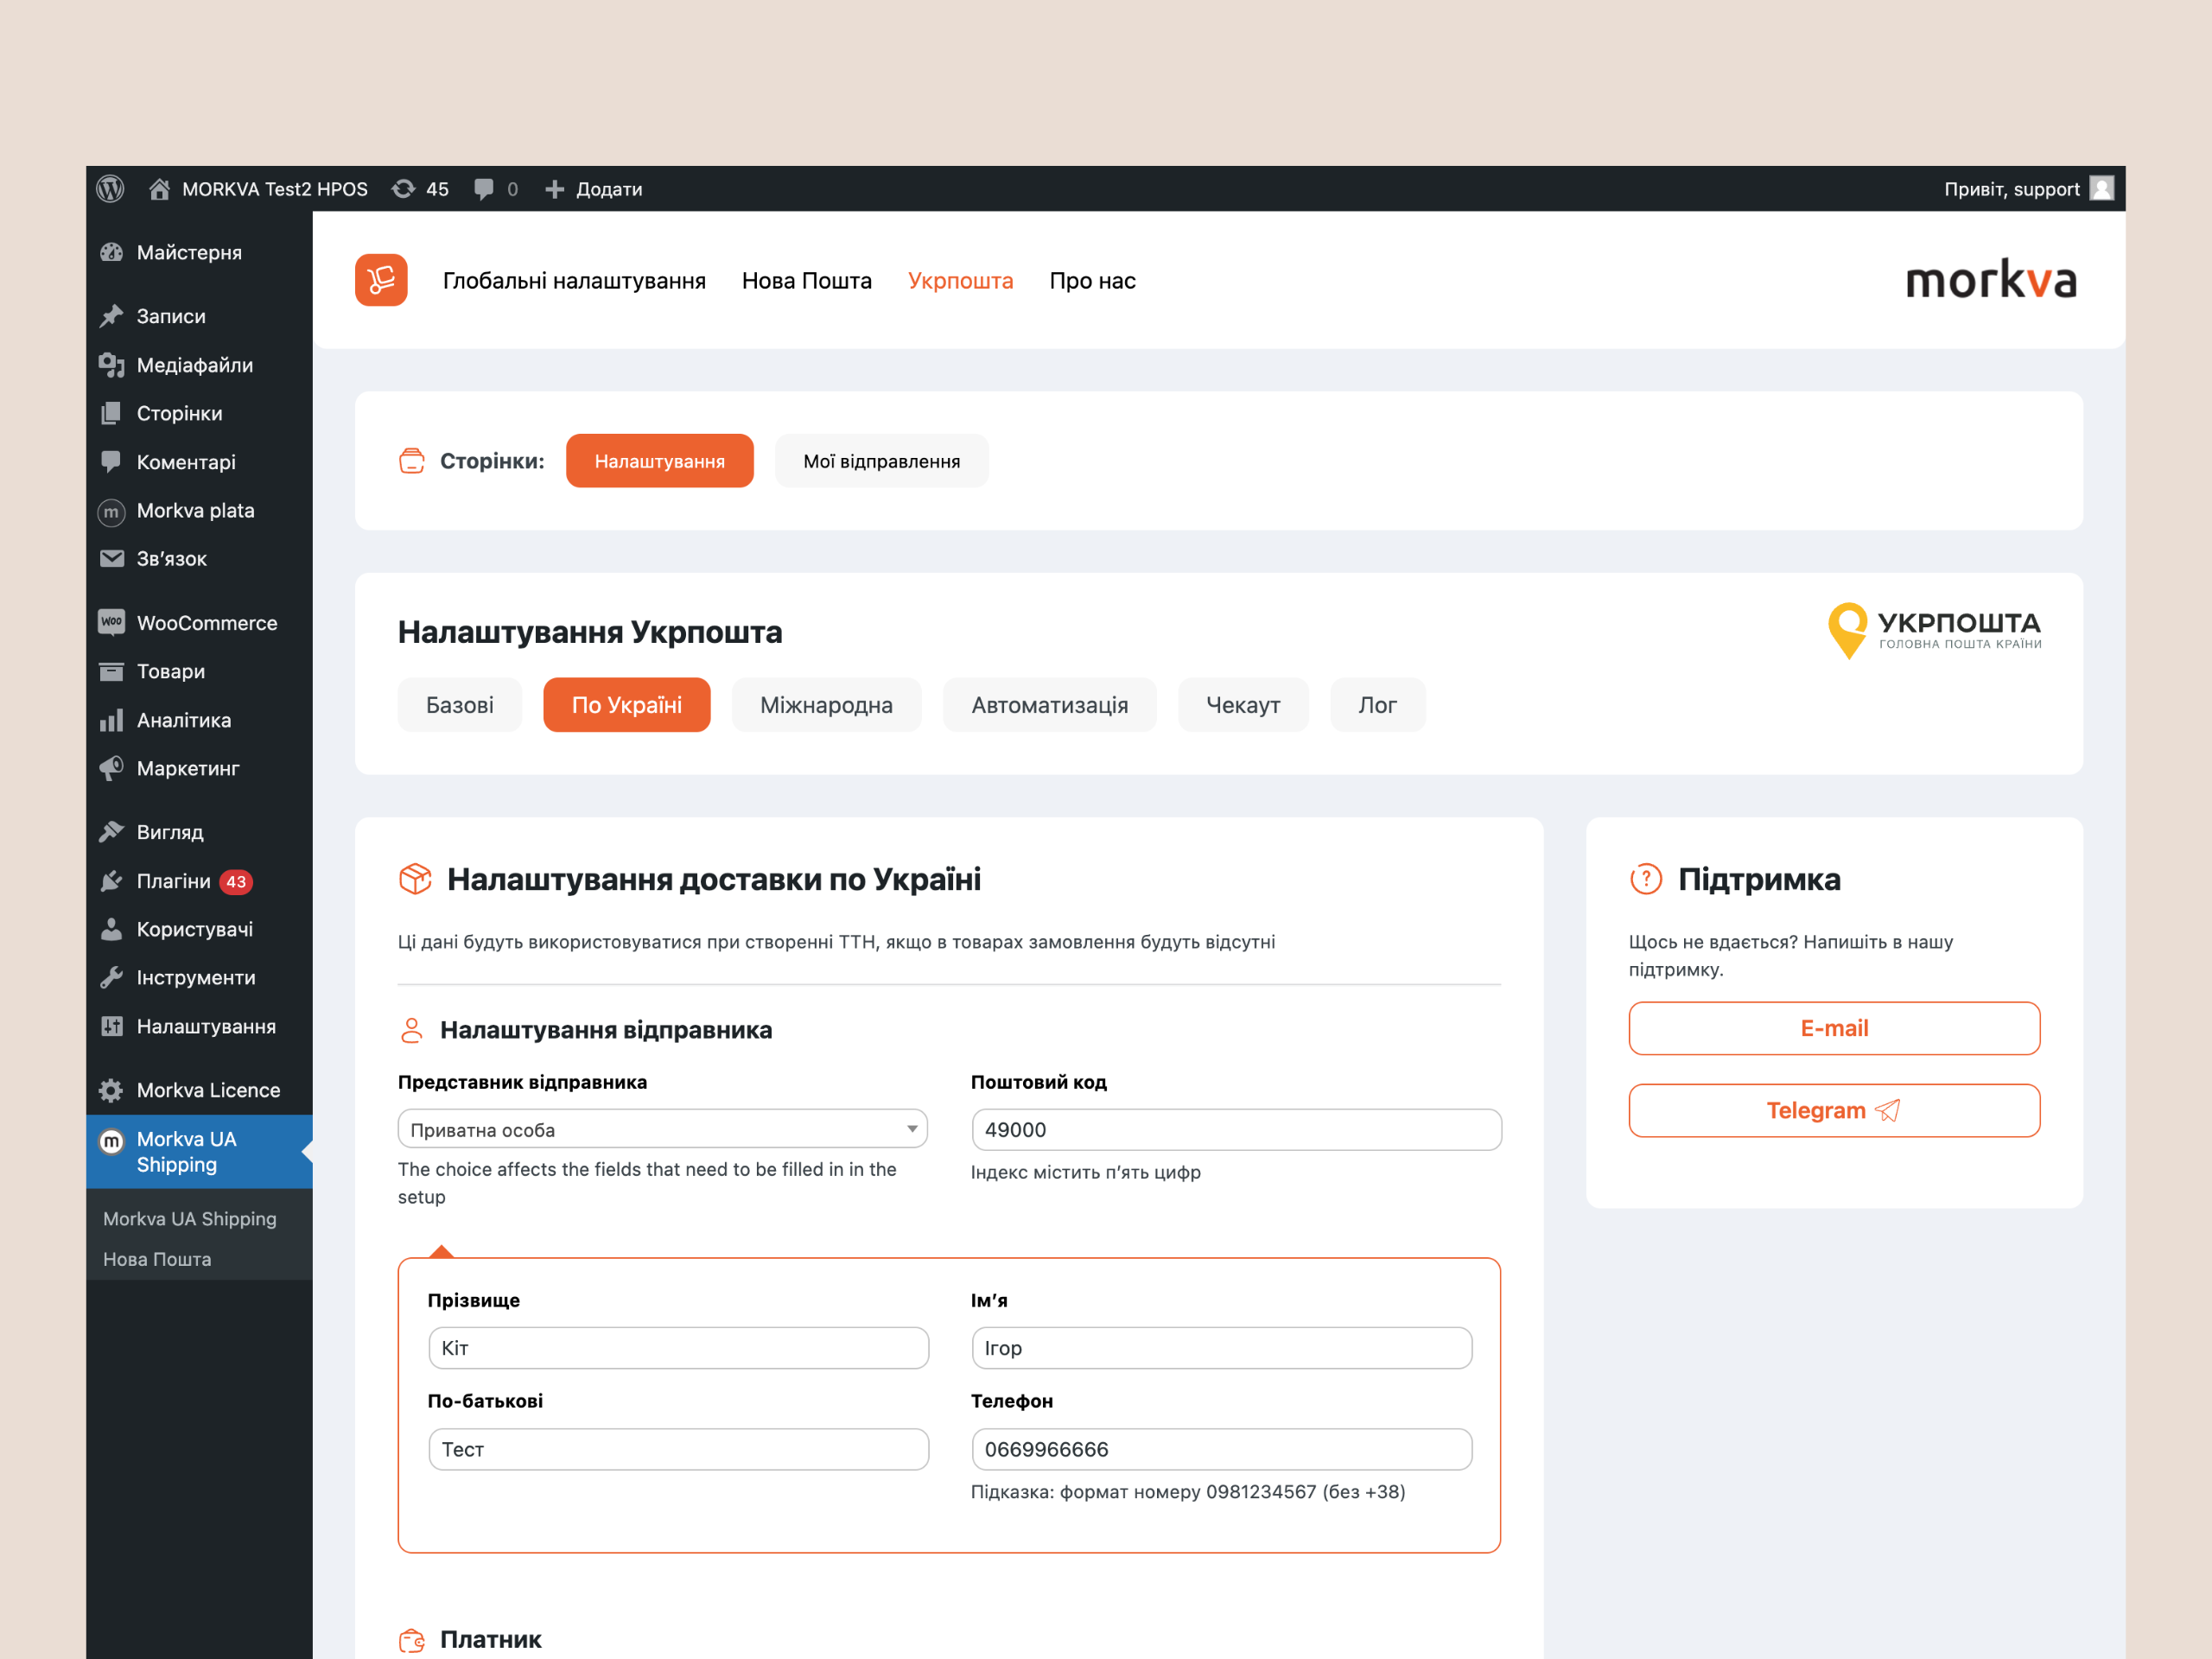 MORKVA Test2 HPOS 45 0 Додати
Привіт, support
Майстерня
Записи
Медіафайли
Сторінки
Коментарі
m Morkva plata
Зв’язок
Woo WooCommerce
Товари
Аналітика
Маркетинг
Вигляд
Плагіни 43
Користувачі
Інструменти
Налаштування
Morkva Licence
m Morkva UA
Shipping
Morkva UA Shipping
Нова Пошта
Глобальні налаштування Нова Пошта Укрпошта Про нас
morkva
Сторінки: Налаштування Мої відправлення
Налаштування Укрпошта
УКРПОШТА
ГОЛОВНА ПОШТА КРАЇНИ
Базові По Україні Міжнародна Автоматизація Чекаут Лог
Налаштування доставки по Україні
Ці дані будуть використовуватися при створенні ТТН, якщо в товарах замовлення будуть відсутні
Налаштування відправника
Представник відправника
Приватна особа
The choice affects the fields that need to be filled in in the
setup
Поштовий код
49000
Індекс містить п’ять цифр
Прізвище
Кіт
Ім’я
Ігор
По-батькові
Тест
Телефон
0669966666
Підказка: формат номеру 0981234567 (без +38)
Платник
Підтримка
Щось не вдається? Напишіть в нашу
підтримку.
E-mail
Telegram